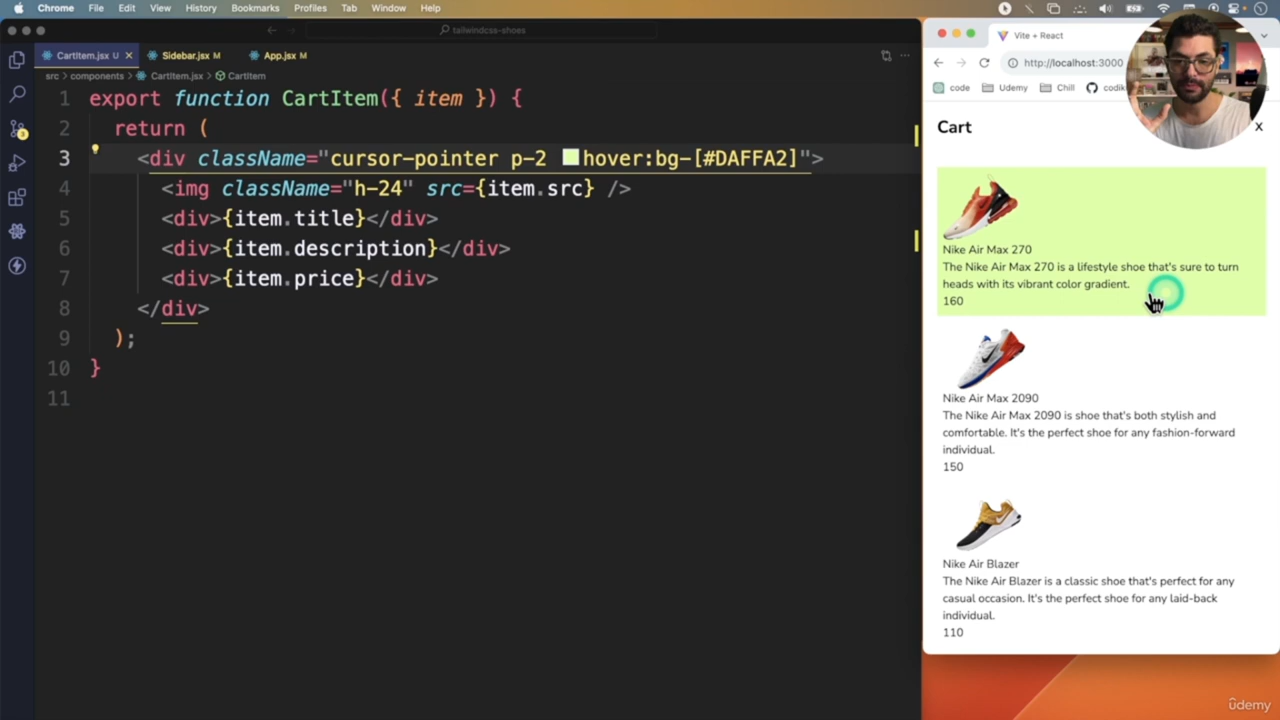 Chrome File Edit View History Bookmarks Profiles Tab Window Help
tailwindcss-shoes
CartItem.jsx U Sidebar.jsx M App.jsx M
src > components > CartItem.jsx > CartItem
1 export function CartItem({ item }) {
2 return (
3 <div className="cursor-pointer p-2 hover:bg-[#DAFFA2]">
4 <img className="h-24" src={item.src} />
5 <div>{item.title}</div>
6 <div>{item.description}</div>
7 <div>{item.price}</div>
8 </div>
9 );
10 }
11
Vite + React
http://localhost:3000
code Udemy Chill
Cart x
Nike Air Max 270
The Nike Air Max 270 is a lifestyle shoe that's sure to turn
heads with its vibrant color gradient.
160
Nike Air Max 2090
The Nike Air Max 2090 is shoe that's both stylish and
comfortable. It's the perfect shoe for any fashion-forward
individual.
150
Nike Air Blazer
The Nike Air Blazer is a classic shoe that's perfect for any
casual occasion. It's the perfect shoe for any laid-back
individual.
110
ûdemy